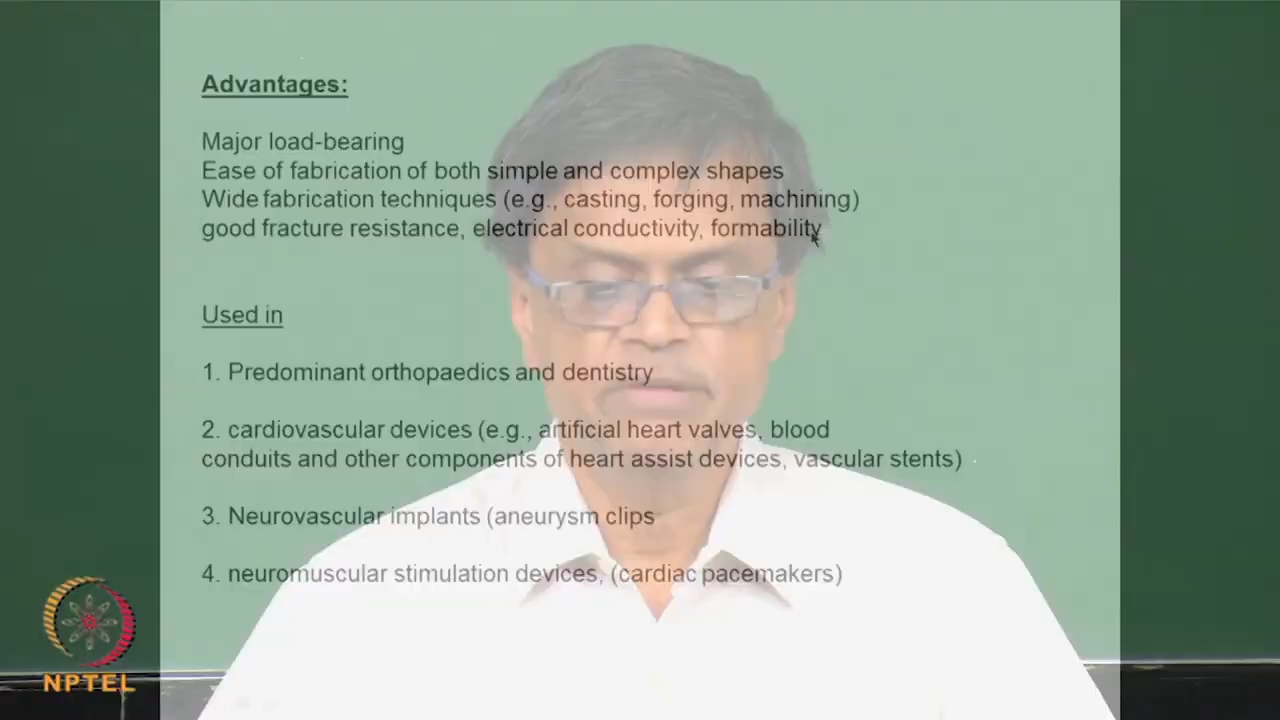 Advantages:
Major load-bearing
Ease of fabrication of both simple and complex shapes
Wide fabrication techniques (e.g., casting, forging, machining)
good fracture resistance, electrical conductivity, formability
Used in
1. Predominant orthopaedics and dentistry
2. cardiovascular devices (e.g., artificial heart valves, blood
conduits and other components of heart assist devices, vascular stents)
3. Neurovascular implants (aneurysm clips
4. neuromuscular stimulation devices, (cardiac pacemakers)
NPTEL